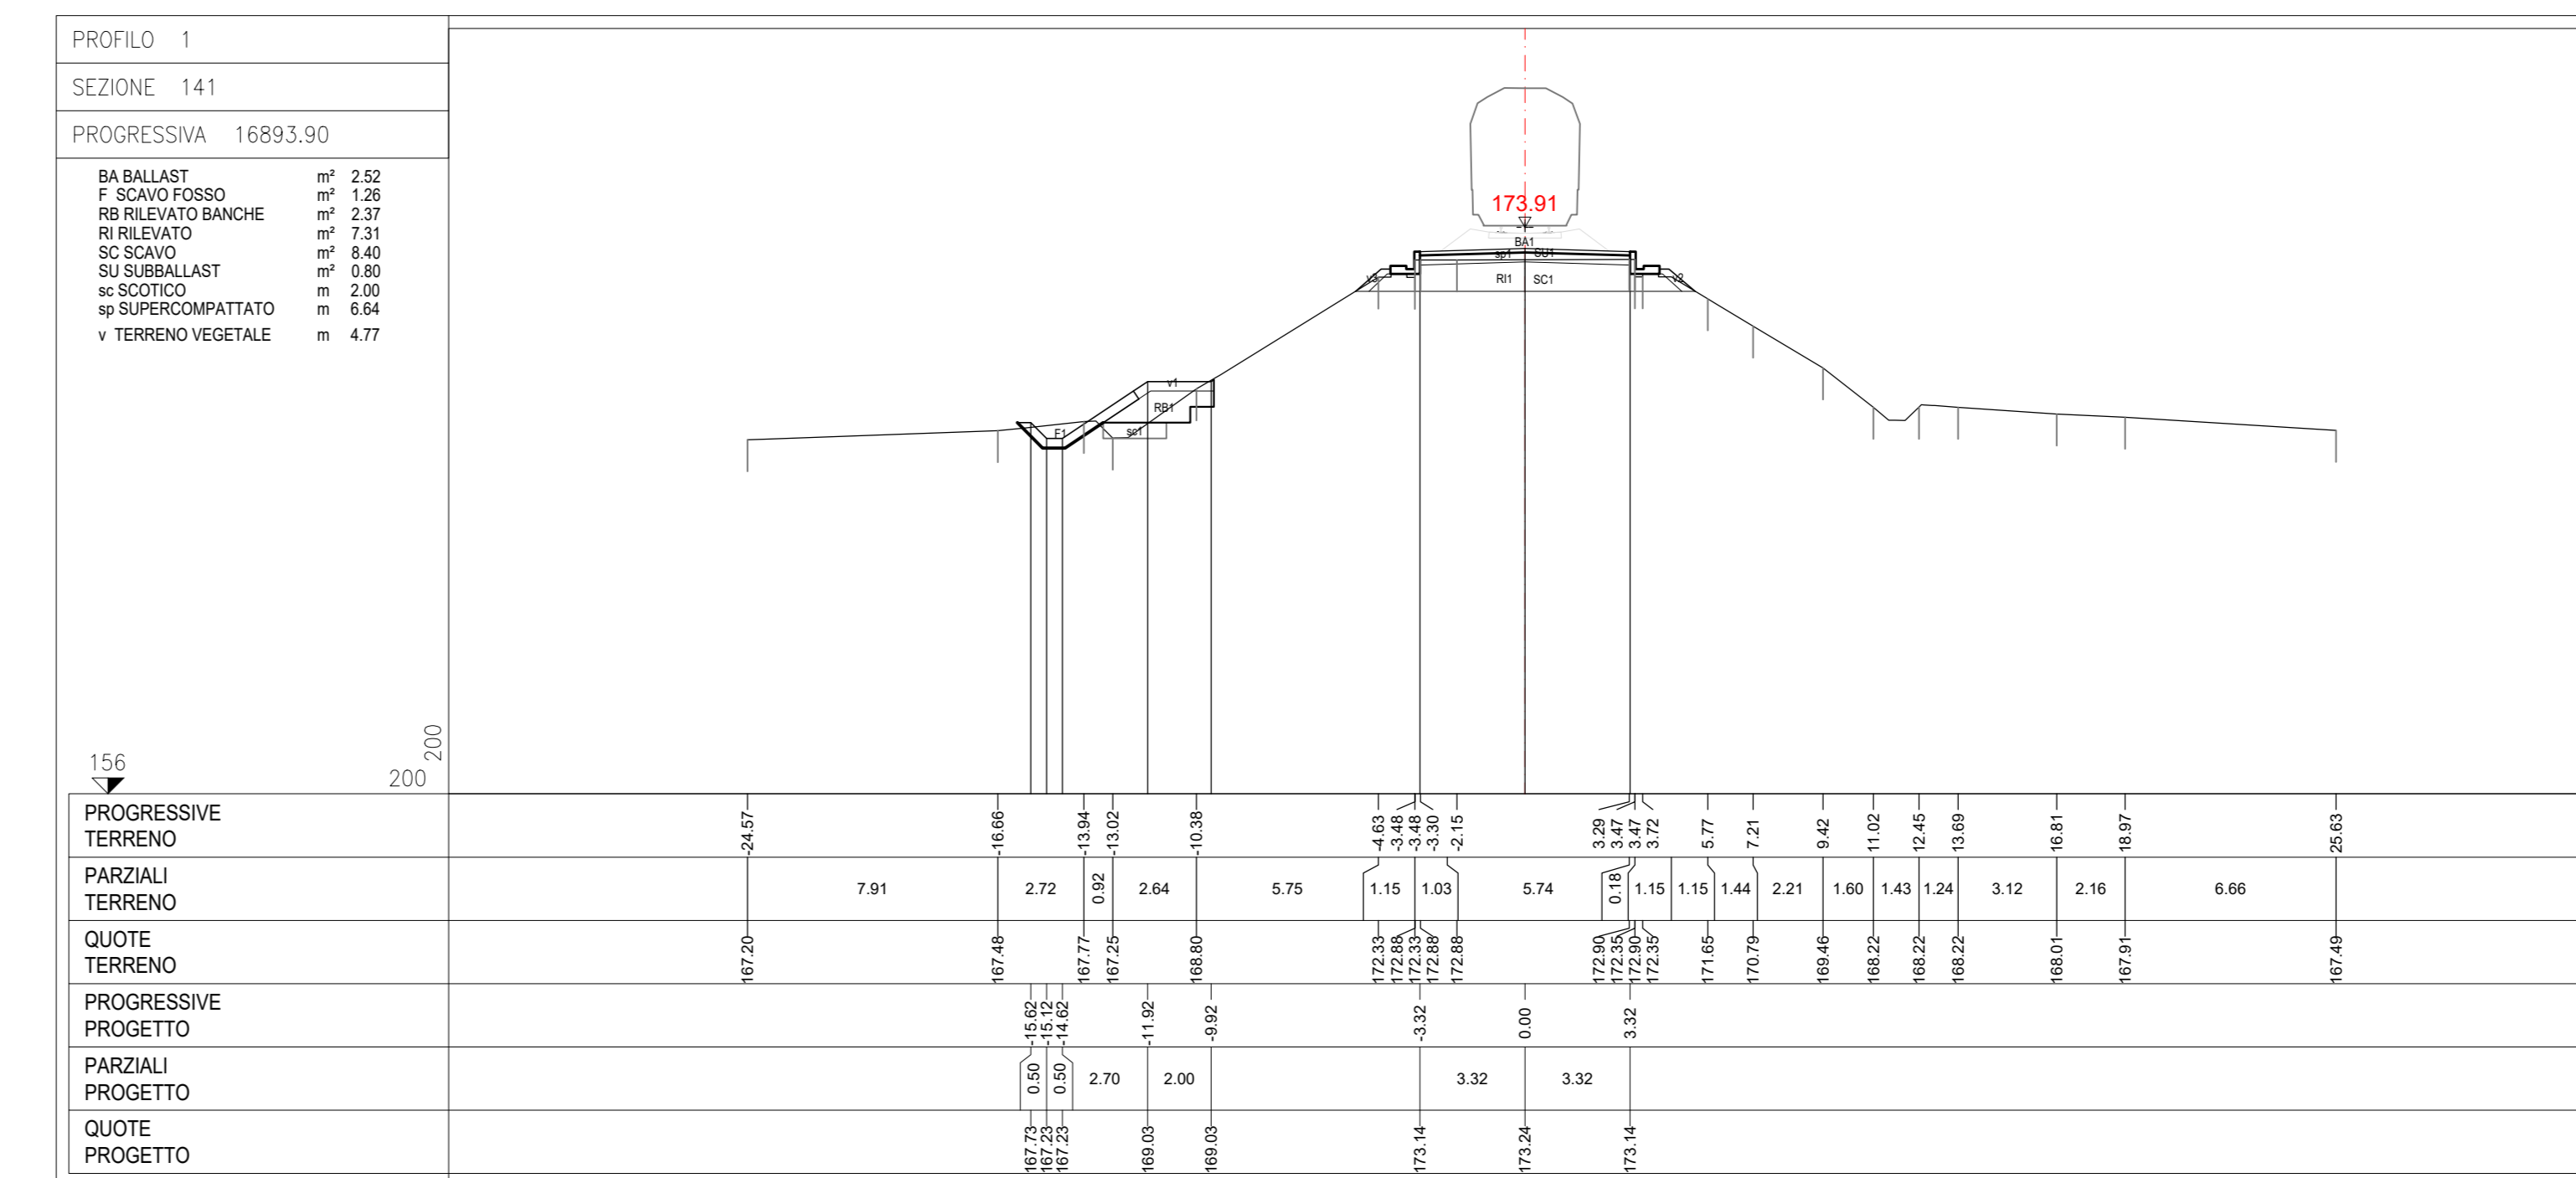 PROFILO 1
SEZIONE 141
PROGRESSIVA 16893.90
BA BALLAST m² 2.52
F SCAVO FOSSO m² 1.26
RB RILEVATO BANCHE m² 2.37
RI RILEVATO m² 7.31
SC SCAVO m² 8.40
SU SUBBALLAST m² 0.80
sc SCOTICO m 2.00
sp SUPERCOMPATTATO m 6.64
v TERRENO VEGETALE m 4.77
173.91
BA1
sp1 SU1
v3 RI1 SC1 v2
v1
RB1
F1 sc1
200
156
200
PROGRESSIVE TERRENO
-24.57 -16.66 -13.94 -13.02 -10.38 -4.63 -3.48 -3.48 -3.30 -2.15 3.29 3.47 3.47 3.72 5.77 7.21 9.42 11.02 12.45 13.69 16.81 18.97 25.63
PARZIALI TERRENO
7.91 2.72 0.92 2.64 5.75 1.15 1.03 5.74 0.18 1.15 1.15 1.44 2.21 1.60 1.43 1.24 3.12 2.16 6.66
QUOTE TERRENO
167.20 167.48 167.77 167.25 168.80 172.33 172.88 172.33 172.88 172.88 172.90 172.35 172.90 172.35 171.65 170.79 169.46 168.22 168.22 168.22 168.01 167.91 167.49
PROGRESSIVE PROGETTO
-15.62 -15.12 -14.62 -11.92 -9.92 -3.32 0.00 3.32
PARZIALI PROGETTO
0.50 0.50 2.70 2.00 3.32 3.32
QUOTE PROGETTO
167.73 167.23 167.23 169.03 169.03 173.14 173.24 173.14